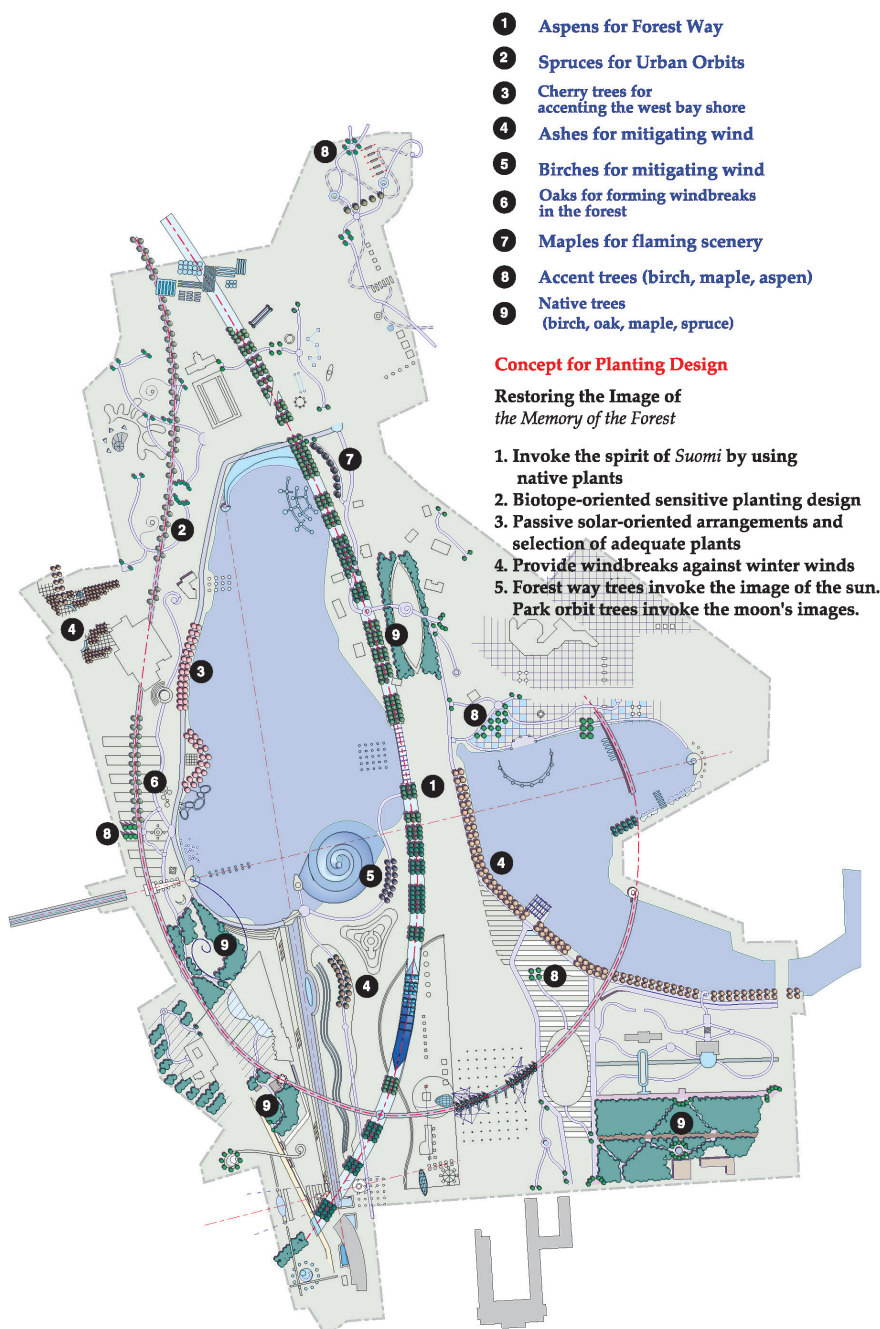 1 Aspens for Forest Way
2 Spruces for Urban Orbits
3 Cherry trees for
accenting the west bay shore
4 Ashes for mitigating wind
5 Birches for mitigating wind
6 Oaks for forming windbreaks
in the forest
7 Maples for flaming scenery
8 Accent trees (birch, maple, aspen)
9 Native trees
(birch, oak, maple, spruce)
Concept for Planting Design
Restoring the Image of
the Memory of the Forest
1. Invoke the spirit of Suomi by using
native plants
2. Biotope-oriented sensitive planting design
3. Passive solar-oriented arrangements and
selection of adequate plants
4. Provide windbreaks against winter winds
5. Forest way trees invoke the image of the sun.
Park orbit trees invoke the moon's images.
8
7
2
4
9
3
8
6
1
8
4
5
9
4
8
9
9